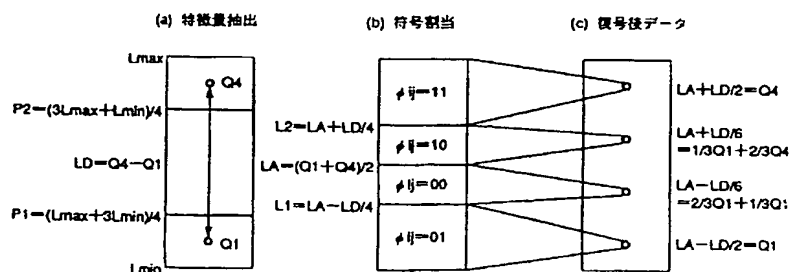 (a) 特徴量抽出
Lmax
Q4
P2=(3Lmax+Lmin)/4
LD=Q4−Q1
P1=(Lmax+3Lmin)/4
Q1
Lmin
(b) 符号割当
φij=11
L2=LA+LD/4
φij=10
LA=(Q1+Q4)/2
φij=00
L1=LA−LD/4
φij=01
(c) 復号後データ
LA+LD/2=Q4
LA+LD/6
=1/3Q1+2/3Q4
LA−LD/6
=2/3Q1+1/3Q1
LA−LD/2=Q1